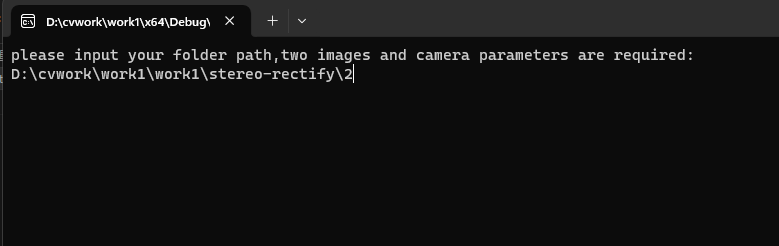 D:\cvwork\work1\x64\Debug\
please input your folder path,two images and camera parameters are required:
D:\cvwork\work1\work1\stereo-rectify\2